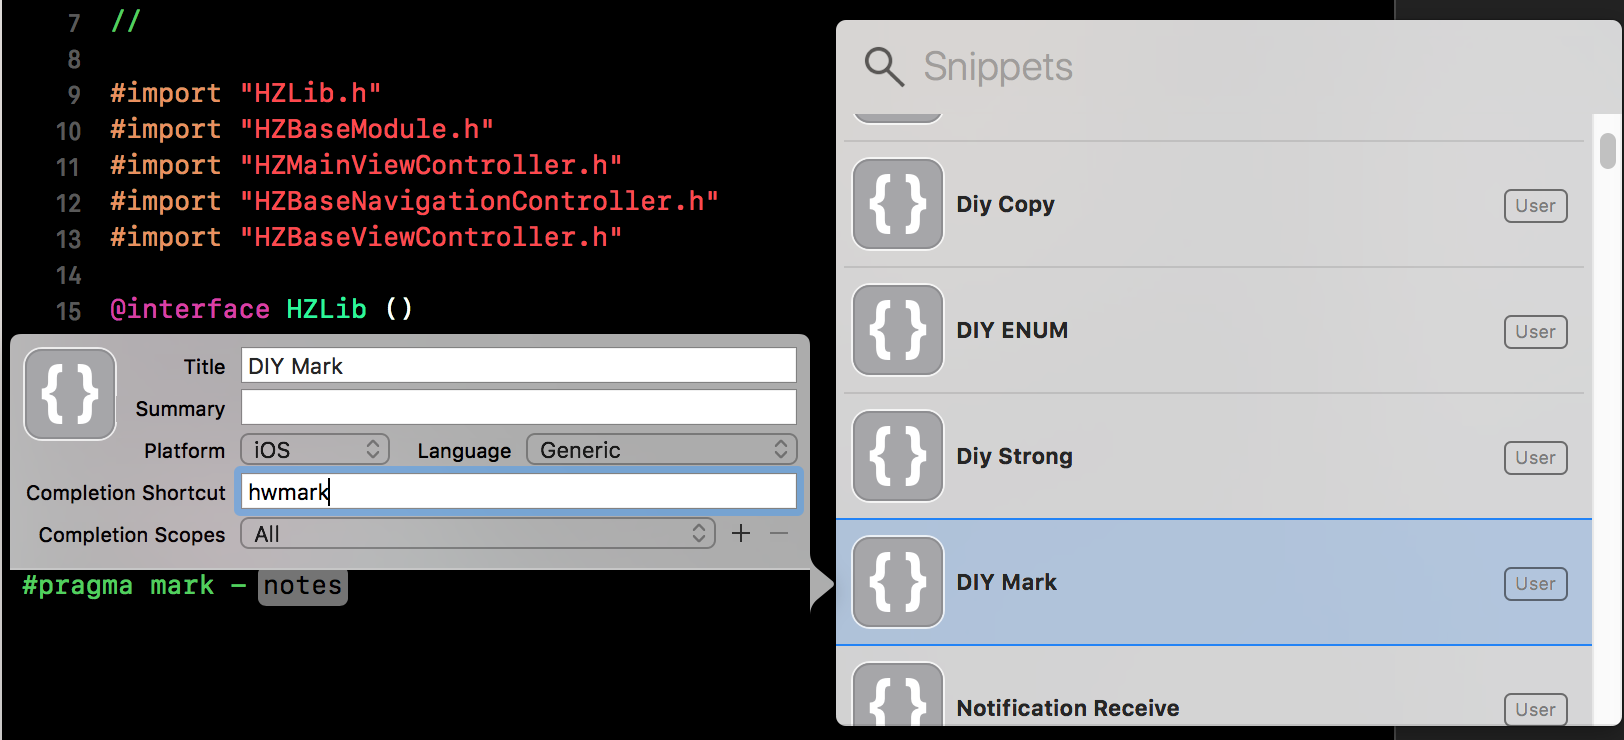 7 //
8
9 #import "HZLib.h"
10 #import "HZBaseModule.h"
11 #import "HZMainViewController.h"
12 #import "HZBaseNavigationController.h"
13 #import "HZBaseViewController.h"
14
15 @interface HZLib ()
Title DIY Mark
Summary
Platform iOS Language Generic
Completion Shortcut hwmark
Completion Scopes All + −
#pragma mark - notes
Snippets
{} Diy Copy User
{} DIY ENUM User
{} Diy Strong User
{} DIY Mark User
{} Notification Receive User